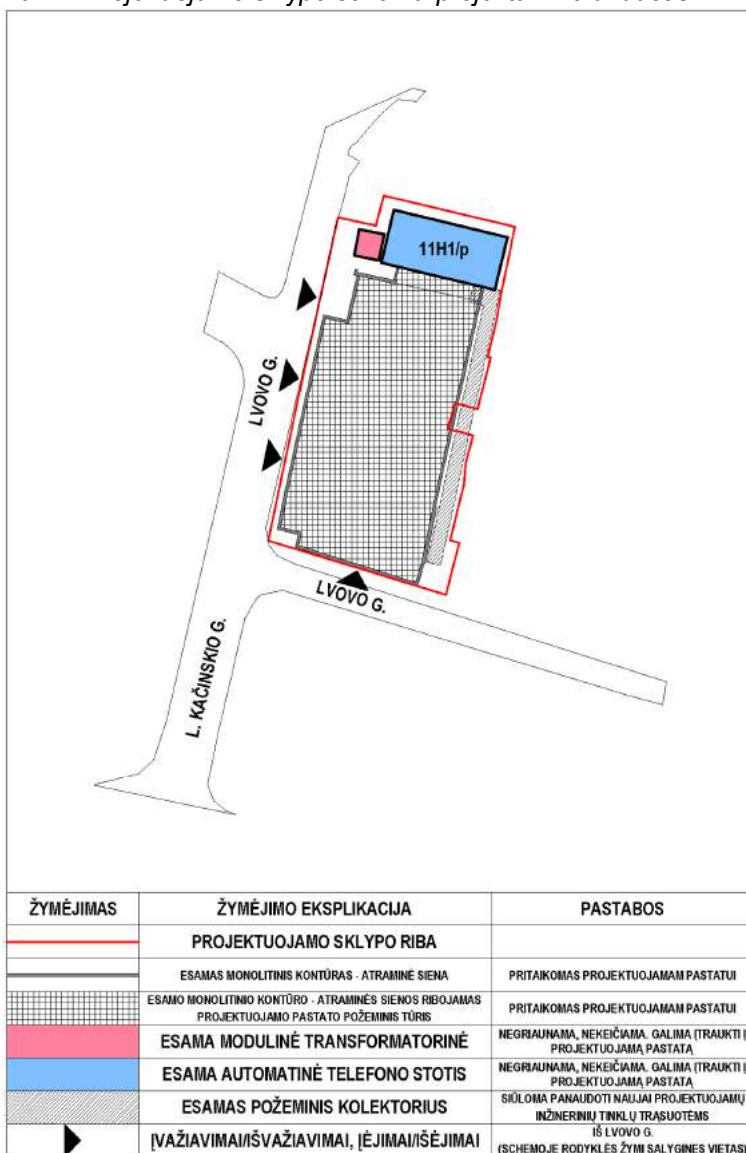 11H1/p
LVOVO G.
LVOVO G.
L. KAČINSKIO G.
ŽYMĖJIMAS ŽYMĖJIMO EKSPLIKACIJA PASTABOS
PROJEKTUOJAMO SKLYPO RIBA
ESAMAS MONOLITINIS KONTŪRAS - ATRAMINĖ SIENA PRITAIKOMAS PROJEKTUOJAMAM PASTATUI
ESAMO MONOLITINIO KONTŪRO - ATRAMINĖS SIENOS RIBOJAMAS
PROJEKTUOJAMO PASTATO POŽEMINIS TŪRIS
PRITAIKOMAS PROJEKTUOJAMAM PASTATUI
ESAMA MODULINĖ TRANSFORMATORINĖ
NEGRIAUNAMA, NEKEIČIAMA. GALIMA ĮTRAUKTI Į
PROJEKTUOJAMĄ PASTATĄ
ESAMA AUTOMATINĖ TELEFONO STOTIS
NEGRIAUNAMA, NEKEIČIAMA. GALIMA ĮTRAUKTI Į
PROJEKTUOJAMĄ PASTATĄ
ESAMAS POŽEMINIS KOLEKTORIUS
SIŪLOMA PANAUDOTI NAUJAI PROJEKTUOJAMŲ
INŽINERINIŲ TINKLŲ TRASUOTĖMS
ĮVAŽIAVIMAI/IŠVAŽIAVIMAI, ĮĖJIMAI/IŠĖJIMAI
IŠ LVOVO G.
(SCHEMOJE RODYKLĖS ŽYMI SĄLYGINES VIETAS)